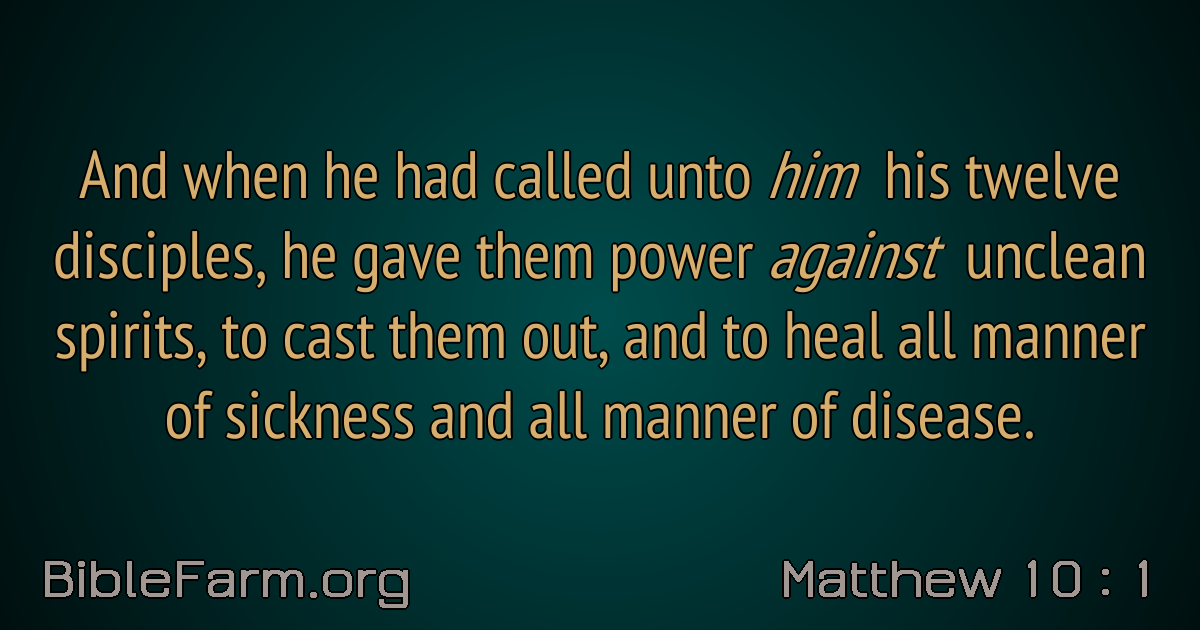 And when he had called unto him his twelve
disciples, he gave them power against unclean
spirits, to cast them out, and to heal all manner
of sickness and all manner of disease.
BibleFarm.org
Matthew 10 : 1